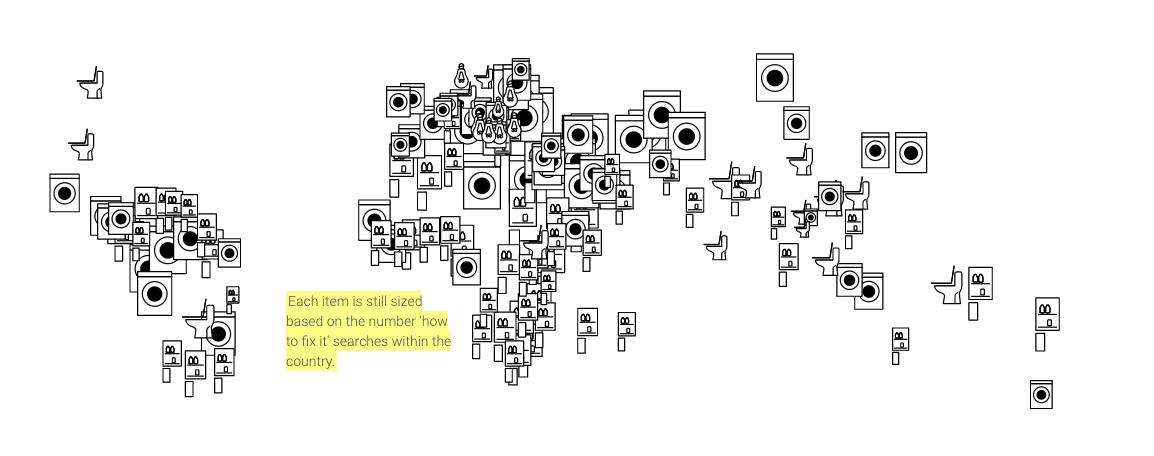 Each item is still sized
based on the number 'how
to fix it' searches within the
country.